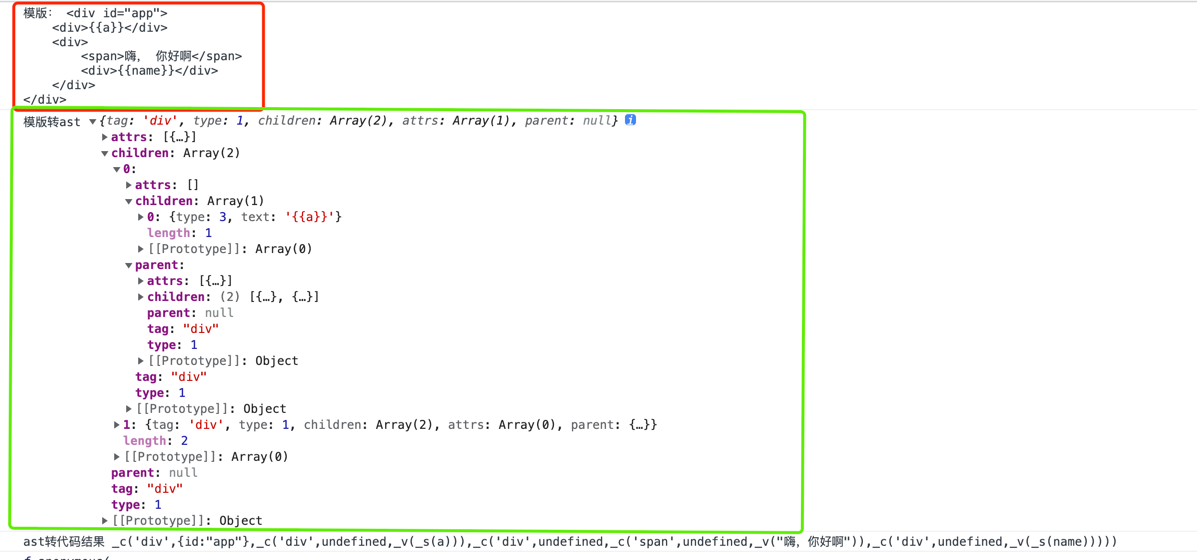 模版： <div id="app">
<div>{{a}}</div>
<div>
<span>嗨， 你好啊</span>
<div>{{name}}</div>
</div>
</div>
模版转ast ▼{tag: 'div', type: 1, children: Array(2), attrs: Array(1), parent: null} i
▶attrs: [{…}]
▼children: Array(2)
▼0:
▶attrs: []
▼children: Array(1)
▶0: {type: 3, text: '{{a}}'}
length: 1
▶[[Prototype]]: Array(0)
▼parent:
▶attrs: [{…}]
▶children: (2) [{…}, {…}]
parent: null
tag: "div"
type: 1
▶[[Prototype]]: Object
tag: "div"
type: 1
▶[[Prototype]]: Object
▶1: {tag: 'div', type: 1, children: Array(2), attrs: Array(0), parent: {…}}
length: 2
▶[[Prototype]]: Array(0)
parent: null
tag: "div"
type: 1
▶[[Prototype]]: Object
ast转代码结果 _c('div',{id:"app"},_c('div',undefined,_v(_s(a))),_c('div',undefined,_c('span',undefined,_v("嗨，你好啊")),_c('div',undefined,_v(_s(name)))))